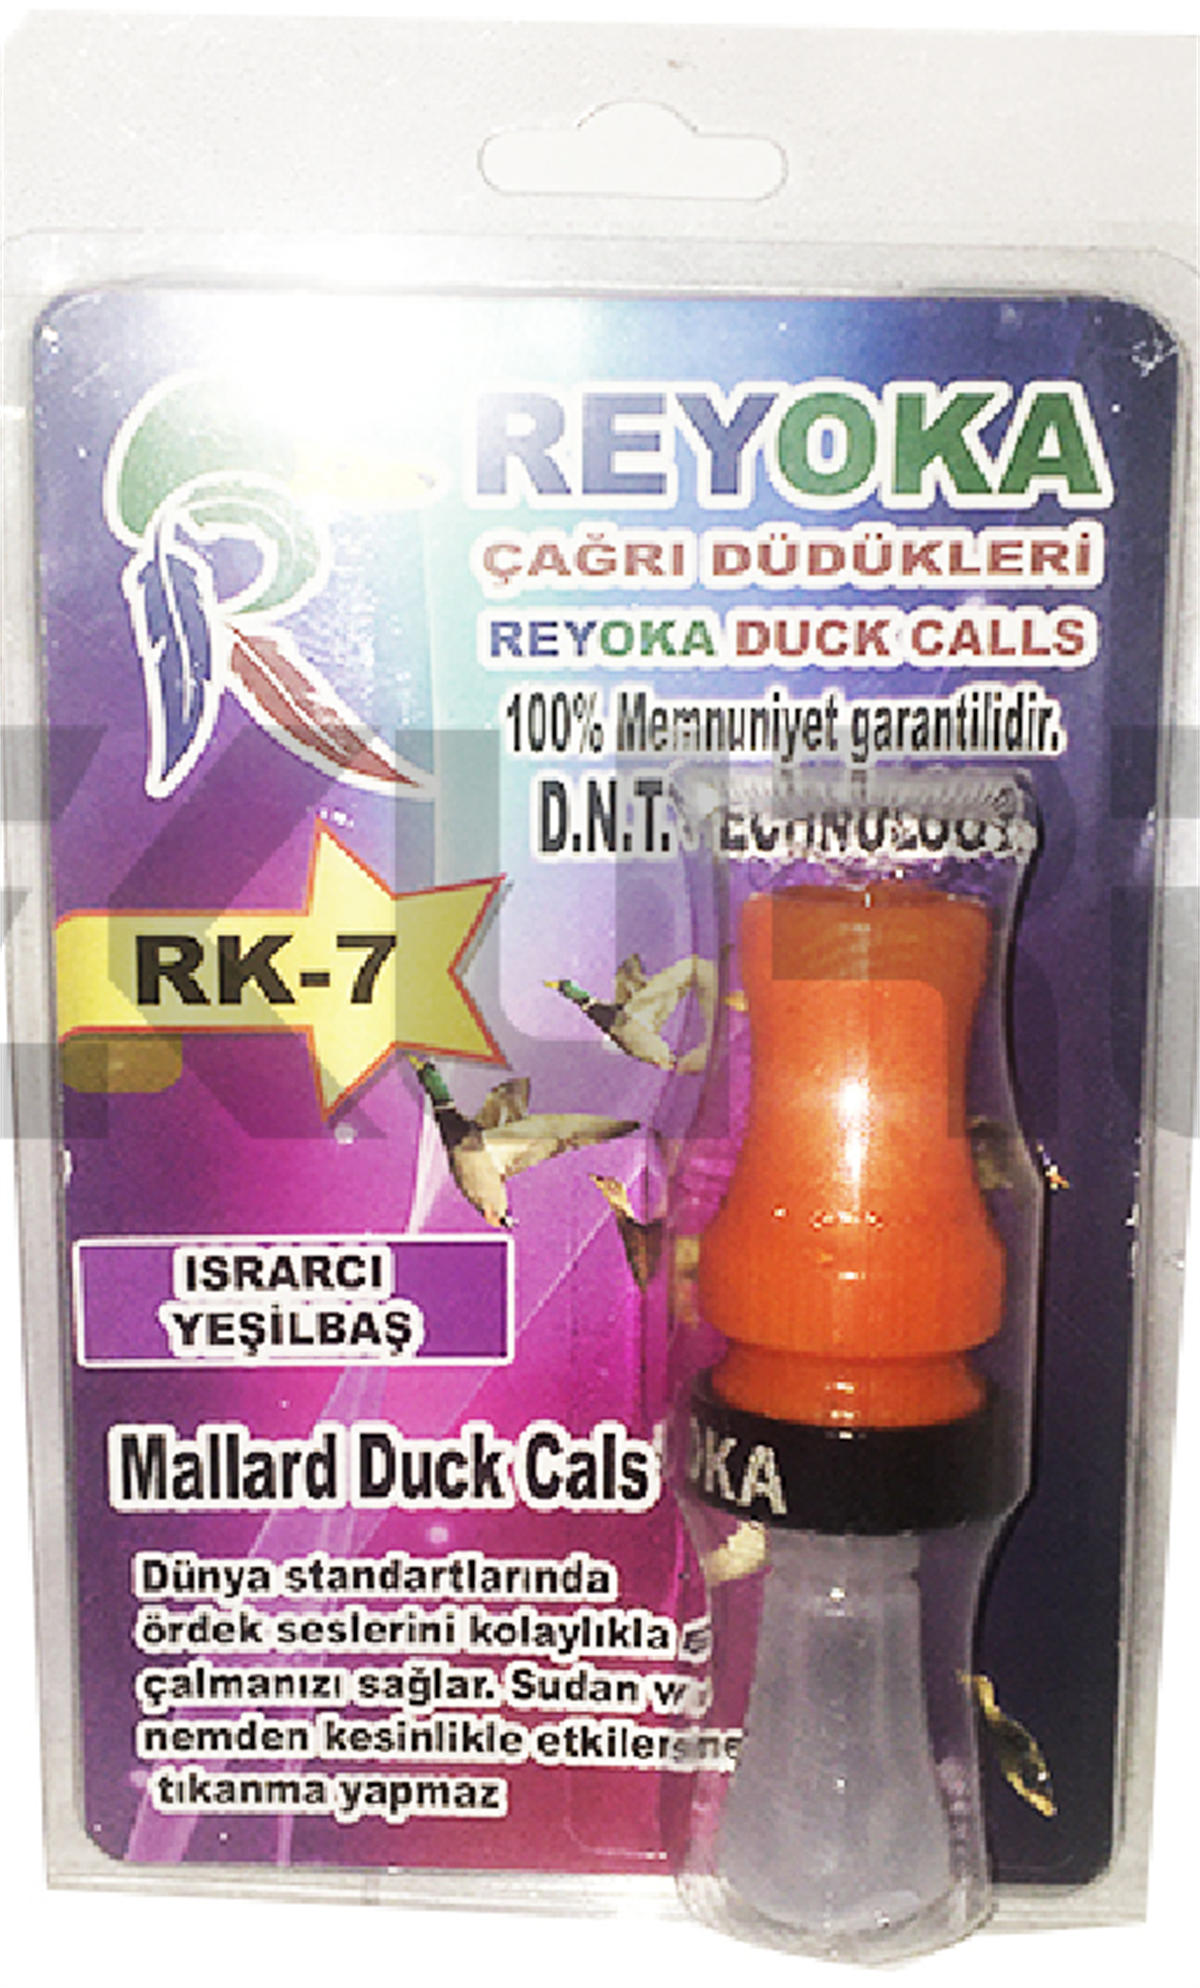 REYOKA
ÇAĞRI DÜDÜKLERİ
REYOKA DUCK CALLS
100% Memnuniyet garantilidir.
D.N.T. TECHNOLOGY
RK-7
ISRARCI
YEŞİLBAŞ
Mallard Duck Cals
OKA
Dünya standartlarında
ördek seslerini kolaylıkla
çalmanızı sağlar. Sudan
nemden kesinlikle
tıkanma yapmaz